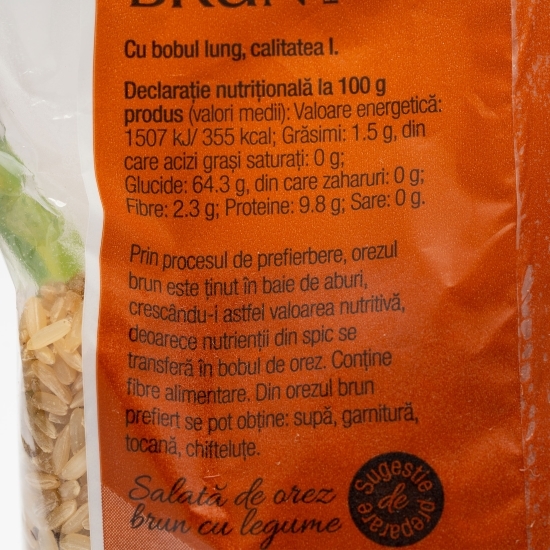 Cu bobul lung, calitatea I.
Declarație nutrițională la 100 g
produs (valori medii): Valoare energetică:
1507 kJ/ 355 kcal; Grăsimi: 1.5 g, din
care acizi grași saturați: 0 g;
Glucide: 64.3 g, din care zaharuri: 0 g;
Fibre: 2.3 g; Proteine: 9.8 g; Sare: 0 g.
Prin procesul de prefierbere, orezul
brun este ținut în baie de aburi,
crescându-i astfel valoarea nutritivă,
deoarece nutrienții din spic se
transferă în bobul de orez. Conține
fibre alimentare. Din orezul brun
prefiert se pot obține: supă, garnitură,
tocană, chifteluțe.
Salată de orez
brun cu legume
Sugestie
de
preparare